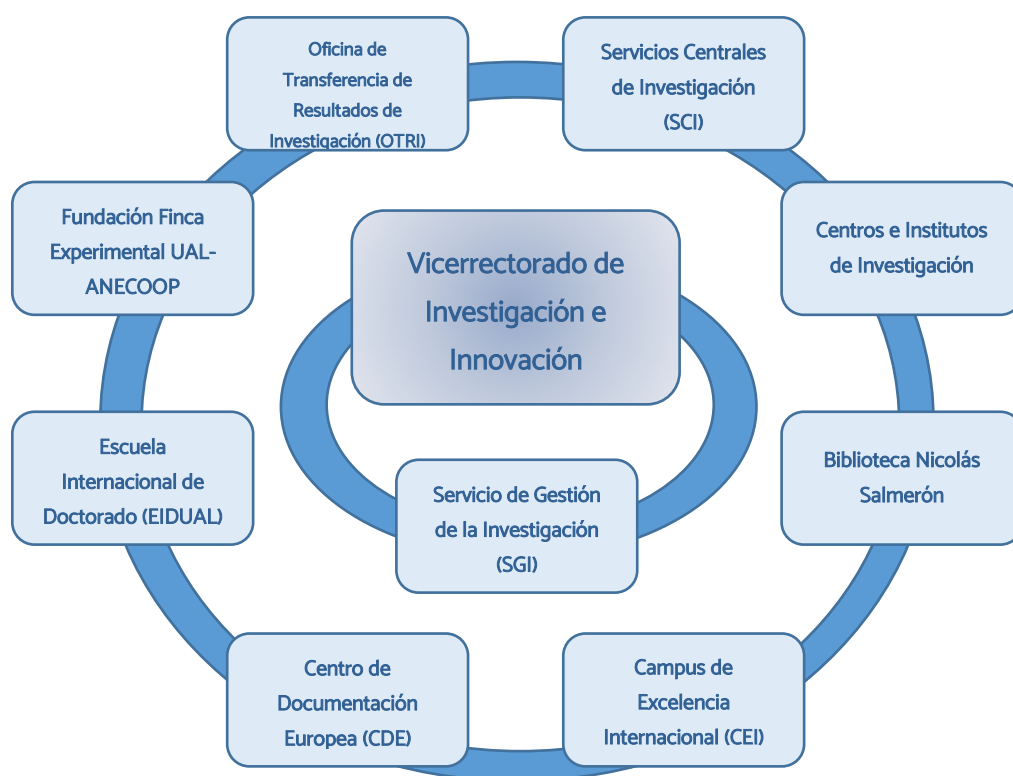 Oficina de
Transferencia de
Resultados de
Investigación (OTRI)
Servicios Centrales
de Investigación
(SCI)
Fundación Finca
Experimental UAL-
ANECOOP
Vicerrectorado de
Investigación e
Innovación
Centros e Institutos
de Investigación
Escuela
Internacional de
Doctorado (EIDUAL)
Servicio de Gestión
de la Investigación
(SGI)
Biblioteca Nicolás
Salmerón
Centro de
Documentación
Europea (CDE)
Campus de
Excelencia
Internacional (CEI)